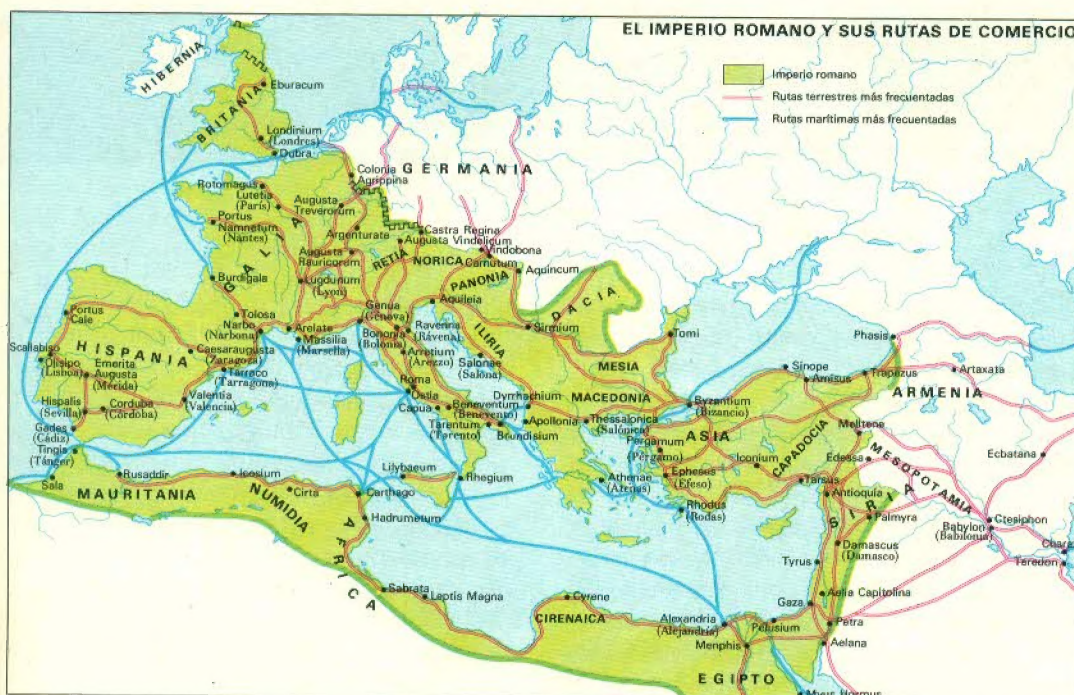 EL IMPERIO ROMANO Y SUS RUTAS DE COMERCIO
Imperio romano
Rutas terrestres más frecuentadas
Rutas marítimas más frecuentadas
HIBERNIA
BRITANIA
Eburacum
Londinium
(Londres)
Dubra
GERMANIA
Colonia
Agrippina
Rotomagus
Lutetia
(París)
Augusta
Treverorum
Portus
Namnetum
(Nantes)
Argenturata
Castra Regina
Augusta
Vindelicum
Vindobona
Carnutum
Aquincum
Augusta
Rauricorum
RETIA
NORICA
PANONIA
DACIA
GALIA
Burdigala
Lugdunum
(Lyon)
Genua
(Génova)
Aquileia
Sirmium
Tolosa
Narbo
(Narbona)
Arelate
Massilia
(Marsella)
Bononia
(Bolonia)
Ravenna
(Rávena)
Arretium
(Arezzo)
ILIRIA
Salonae
(Salona)
MESIA
Tomi
Phasis
Portus
Cale
HISPANIA
Scallabiso
Olisipo
(Lisboa)
Emerita
Augusta
(Mérida)
Caesaraugusta
(Zaragoza)
Tarraco
(Tarragona)
Valentia
(Valencia)
Hispalis
(Sevilla)
Corduba
(Córdoba)
Gades
(Cádiz)
Tingis
(Tánger)
Sala
Roma
Ostia
Capua
Beneventum
(Benevento)
Tarentum
(Tarento)
Brundisium
Dyrrhachium
Apollonia
MACEDONIA
Thessalonica
(Salónica)
Byzantium
(Bizancio)
Sinope
Amisus
Trapezus
Artaxata
ARMENIA
ASIA
Pergamum
(Pérgamo)
Ephesus
(Efeso)
Iconium
CAPADOCIA
Melitene
Edessa
MESOPOTAMIA
Ecbatana
Athenae
(Atenas)
Rhodus
(Rodas)
Tarsus
Antioquía
SIRIA
Palmyra
Ctesiphon
Babylon
(Babilonia)
Teredon
Damascus
(Damasco)
Tyrus
Aelia Capitolina
Gaza
Petra
Aelana
Rusaddir
Icosium
Cirta
MAURITANIA
NUMIDIA
Carthago
Hadrumetum
Lilybaeum
Rhegium
AFRICA
Sabrata
Leptis Magna
Cyrene
CIRENAICA
Alexandria
(Alejandría)
Pelusium
Menphis
EGIPTO